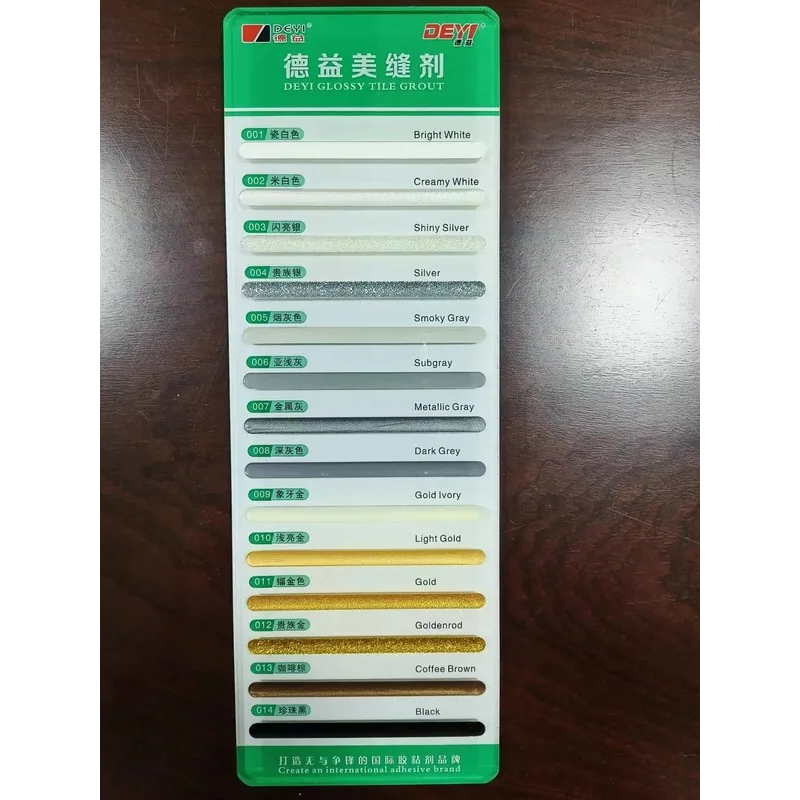 DEYI®
德益
DEYI®
德益
德益美缝剂
DEYI GLOSSY TILE GROUT
001 瓷白色 Bright White
002 米白色 Creamy White
003 闪亮银 Shiny Silver
004 贵族银 Silver
005 烟灰色 Smoky Gray
006 亚浅灰 Subgray
007 金属灰 Metallic Gray
008 深灰色 Dark Grey
009 象牙金 Gold Ivory
010 浅亮金 Light Gold
011 镏金色 Gold
012 贵族金 Goldenrod
013 咖啡棕 Coffee Brown
014 珍珠黑 Black
打造无与争锋的国际胶粘剂品牌
Create an international adhesive brand